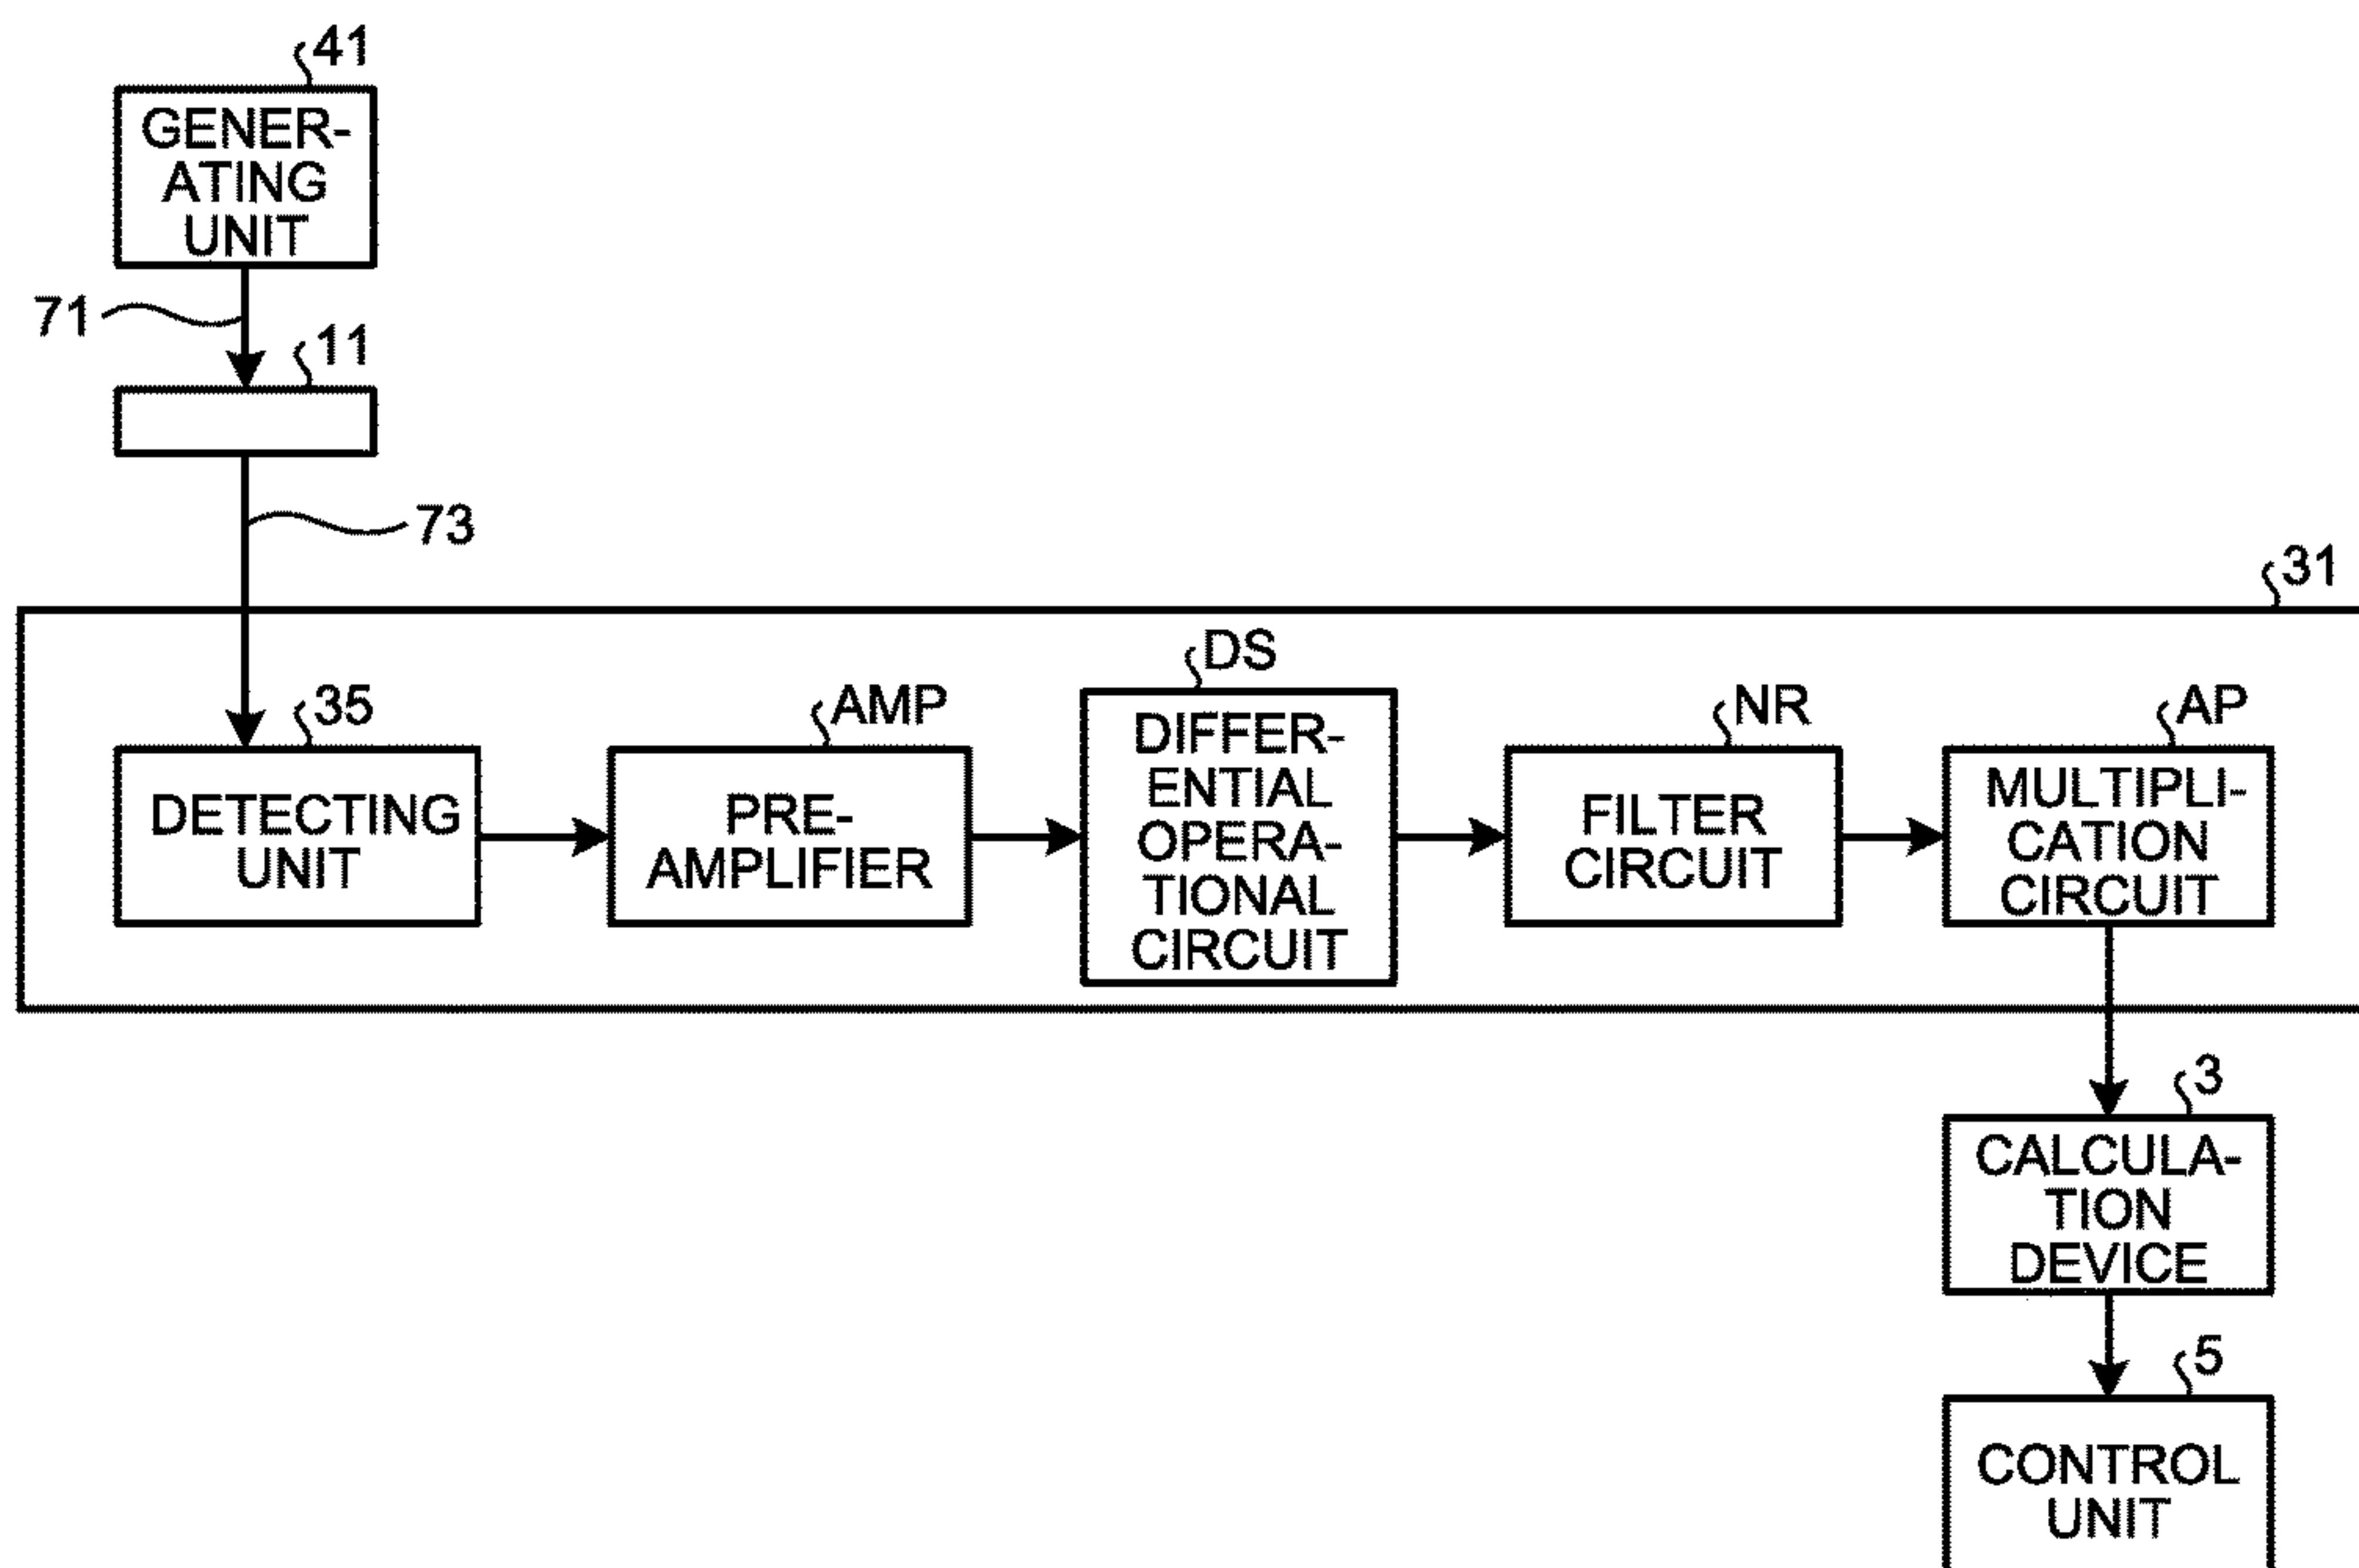 41
GENER-
ATING
UNIT
71
11
73
31
35
DETECTING
UNIT
AMP
PRE-
AMPLIFIER
DS
DIFFER-
ENTIAL
OPERA-
TIONAL
CIRCUIT
NR
FILTER
CIRCUIT
AP
MULTIPLI-
CATION
CIRCUIT
3
CALCULA-
TION
DEVICE
5
CONTROL
UNIT